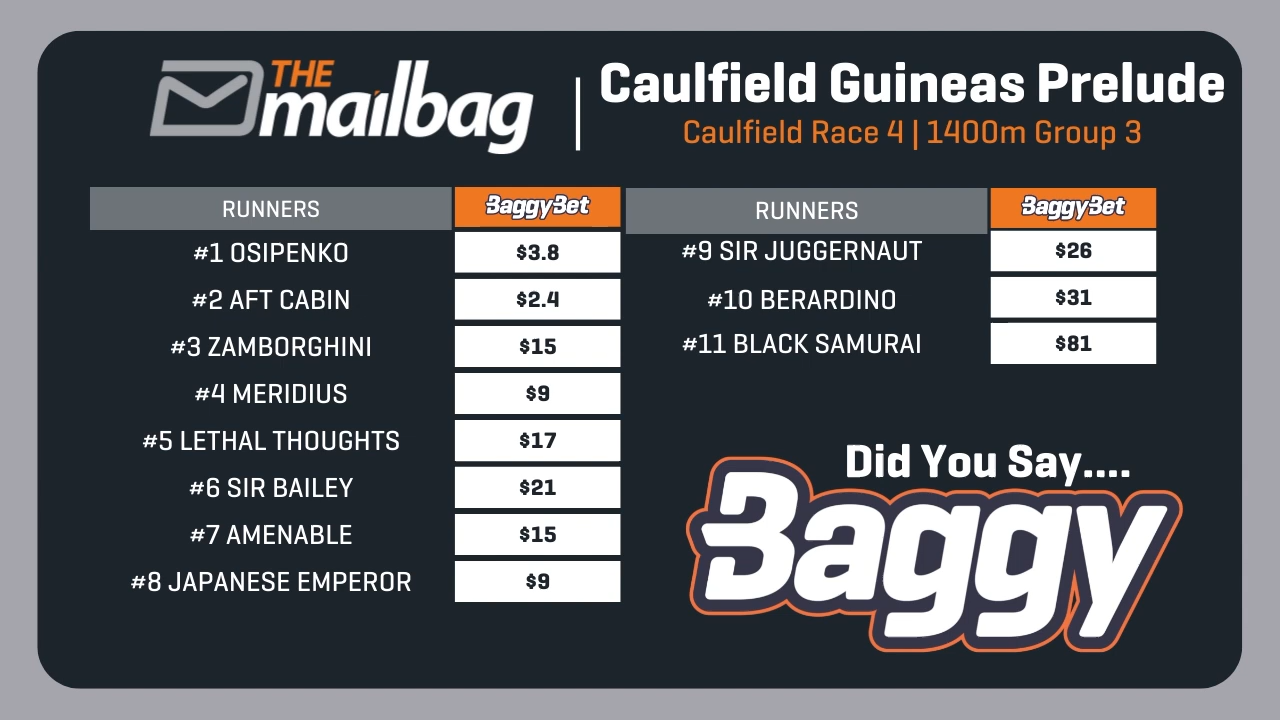 THE
mailbag
Caulfield Guineas Prelude
Caulfield Race 4 | 1400m Group 3
RUNNERS BaggyBet
#1 OSIPENKO $3.8
#2 AFT CABIN $2.4
#3 ZAMBORGHINI $15
#4 MERIDIUS $9
#5 LETHAL THOUGHTS $17
#6 SIR BAILEY $21
#7 AMENABLE $15
#8 JAPANESE EMPEROR $9
RUNNERS BaggyBet
#9 SIR JUGGERNAUT $26
#10 BERARDINO $31
#11 BLACK SAMURAI $81
Did You Say....
Baggy